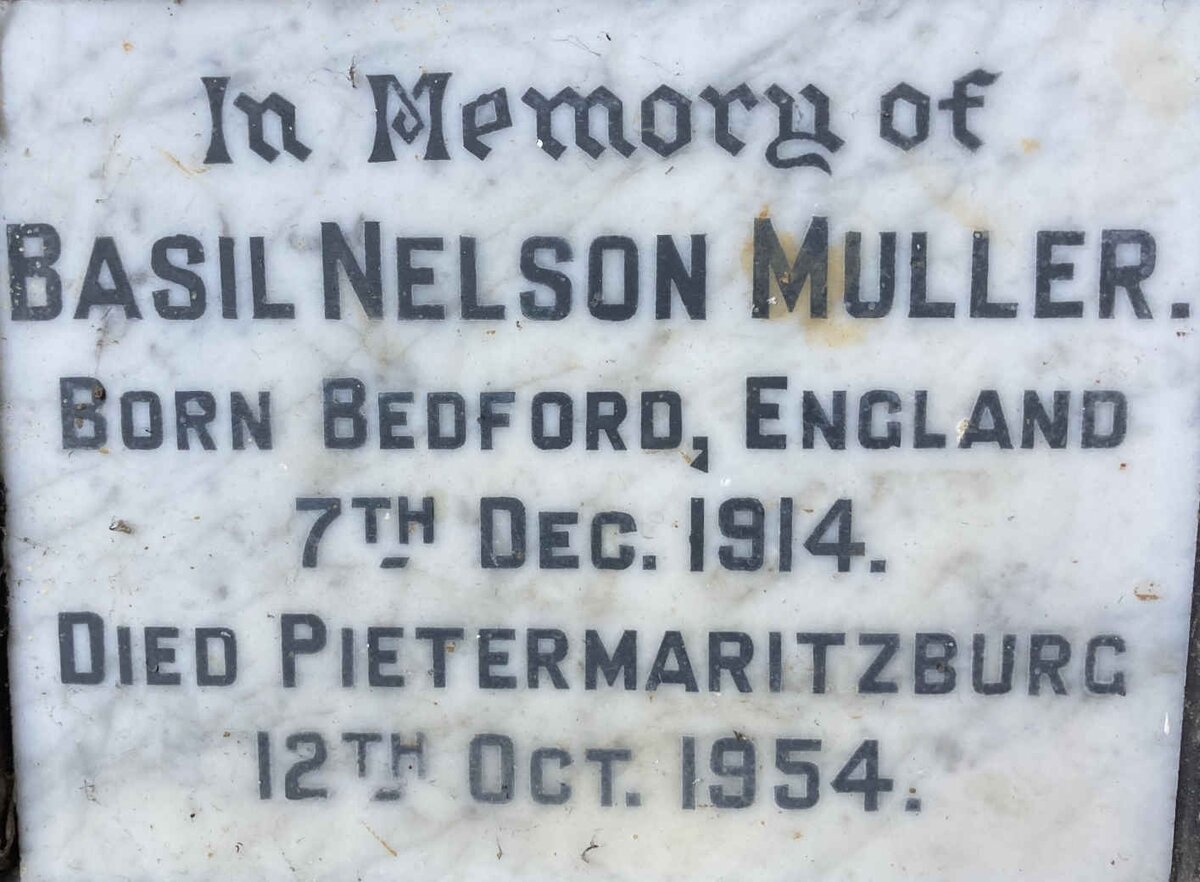 In Memory of
BASIL NELSON MULLER.
BORN BEDFORD, ENGLAND
7TH DEC. 1914.
DIED PIETERMARITZBURG
12TH OCT. 1954.